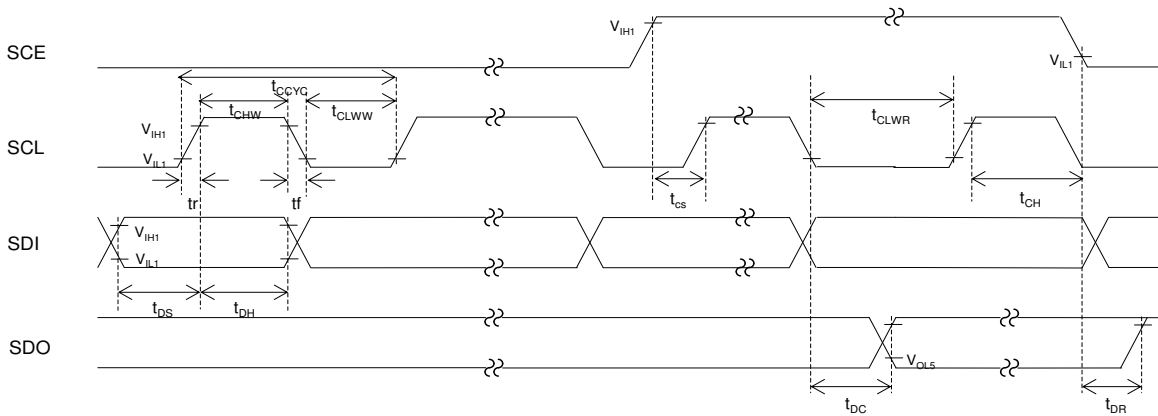 SCE
V_IH1
V_IL1
t_CCYC
t_CHW
t_CLWW
t_CLWR
SCL
V_IH1
V_IL1
tr
tf
t_cs
t_CH
SDI
V_IH1
V_IL1
t_DS
t_DH
SDO
V_OL5
t_DC
t_DR